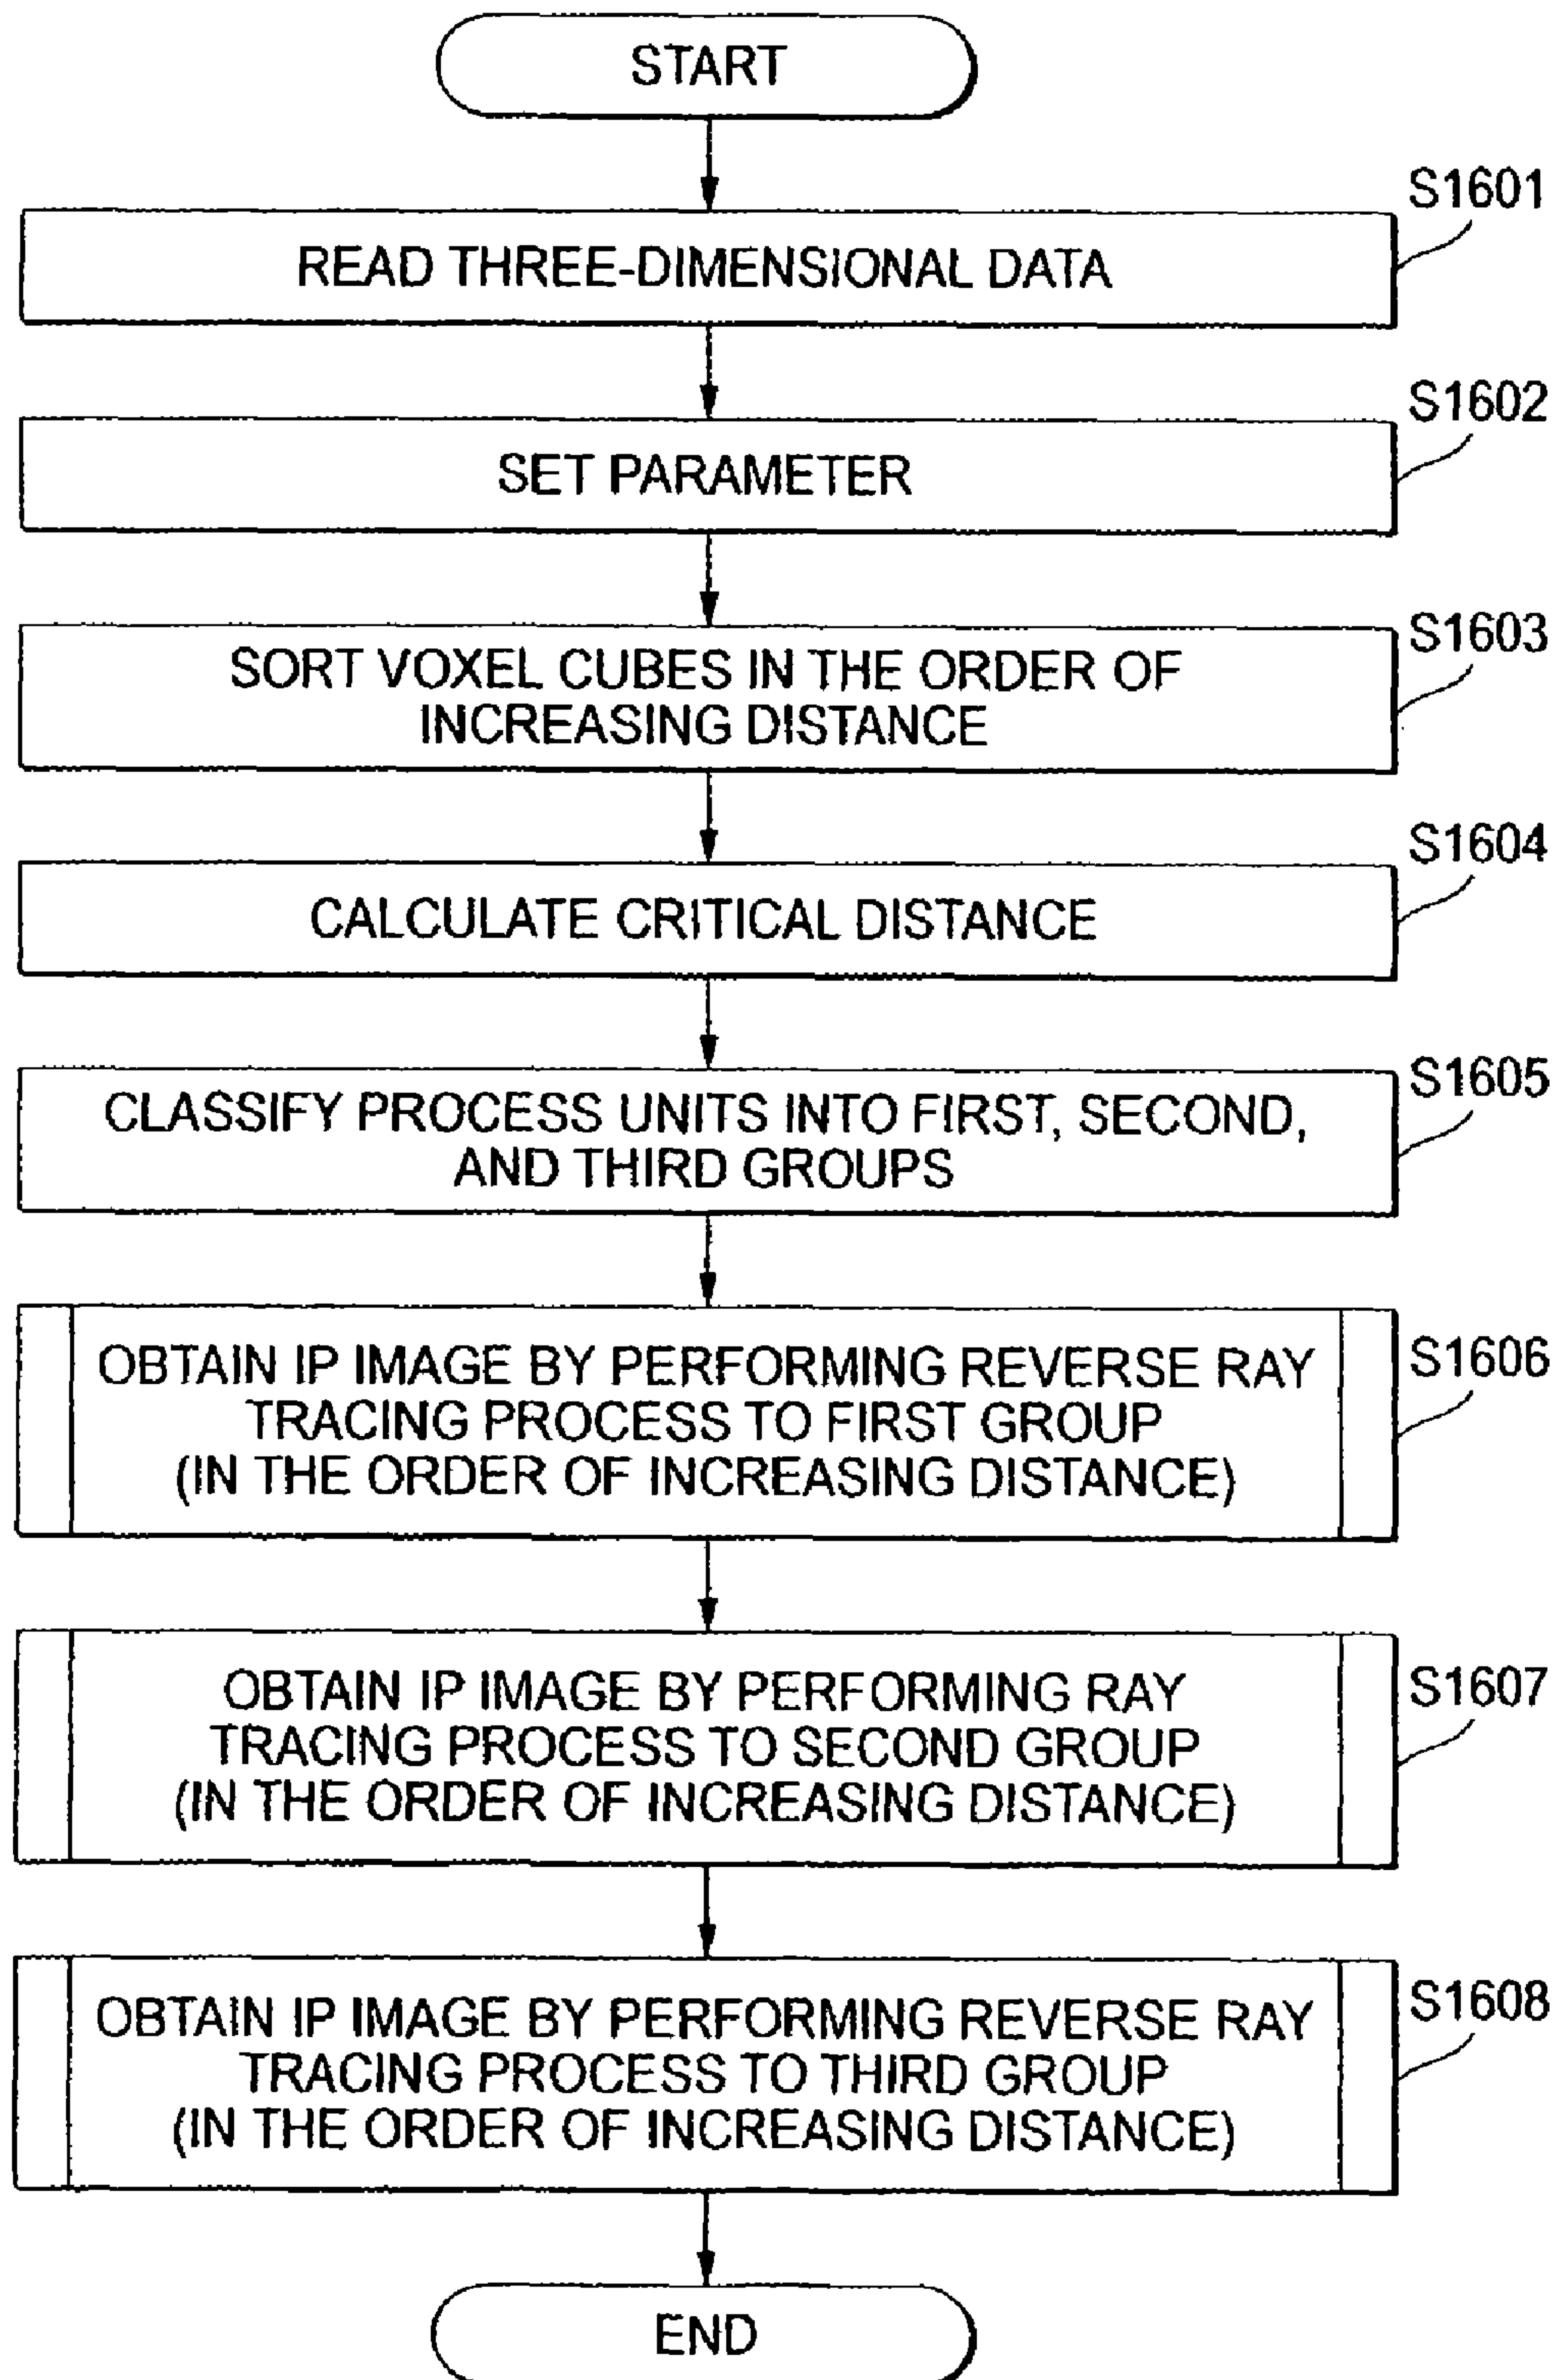 START
S1601
READ THREE-DIMENSIONAL DATA
S1602
SET PARAMETER
S1603
SORT VOXEL CUBES IN THE ORDER OF
INCREASING DISTANCE
S1604
CALCULATE CRITICAL DISTANCE
S1605
CLASSIFY PROCESS UNITS INTO FIRST, SECOND,
AND THIRD GROUPS
S1606
OBTAIN IP IMAGE BY PERFORMING REVERSE RAY
TRACING PROCESS TO FIRST GROUP
(IN THE ORDER OF INCREASING DISTANCE)
S1607
OBTAIN IP IMAGE BY PERFORMING RAY
TRACING PROCESS TO SECOND GROUP
(IN THE ORDER OF INCREASING DISTANCE)
S1608
OBTAIN IP IMAGE BY PERFORMING REVERSE RAY
TRACING PROCESS TO THIRD GROUP
(IN THE ORDER OF INCREASING DISTANCE)
END